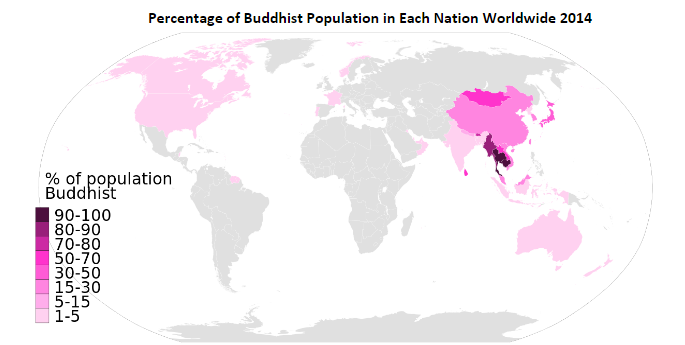 Percentage of Buddhist Population in Each Nation Worldwide 2014
% of population
Buddhist
90-100
80-90
70-80
50-70
30-50
15-30
5-15
1-5